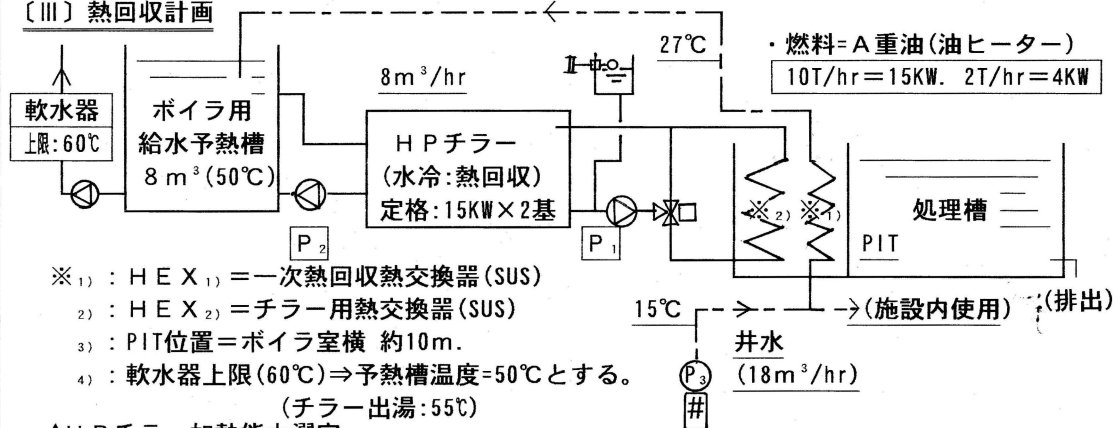 〔Ⅲ〕熱回収計画
27℃
・燃料=A重油(油ヒーター)
10T/hr=15KW. 2T/hr=4KW
8m³/hr
軟水器
上限:60℃
ボイラ用
給水予熱槽
8m³(50℃)
HPチラー
(水冷:熱回収)
定格:15KW×2基
※₂₎ ※₁₎
処理槽
PIT
P₂
P₁
※₁₎:HEX₁₎=一次熱回収熱交換器(SUS)
₂₎:HEX₂₎=チラー用熱交換器(SUS)
₃₎:PIT位置=ボイラ室横 約10m.
₄₎:軟水器上限(60℃)⇒予熱槽温度=50℃とする。
(チラー出湯:55℃)
15℃
(施設内使用)
(排出)
井水
(18m³/hr)
P₃
#